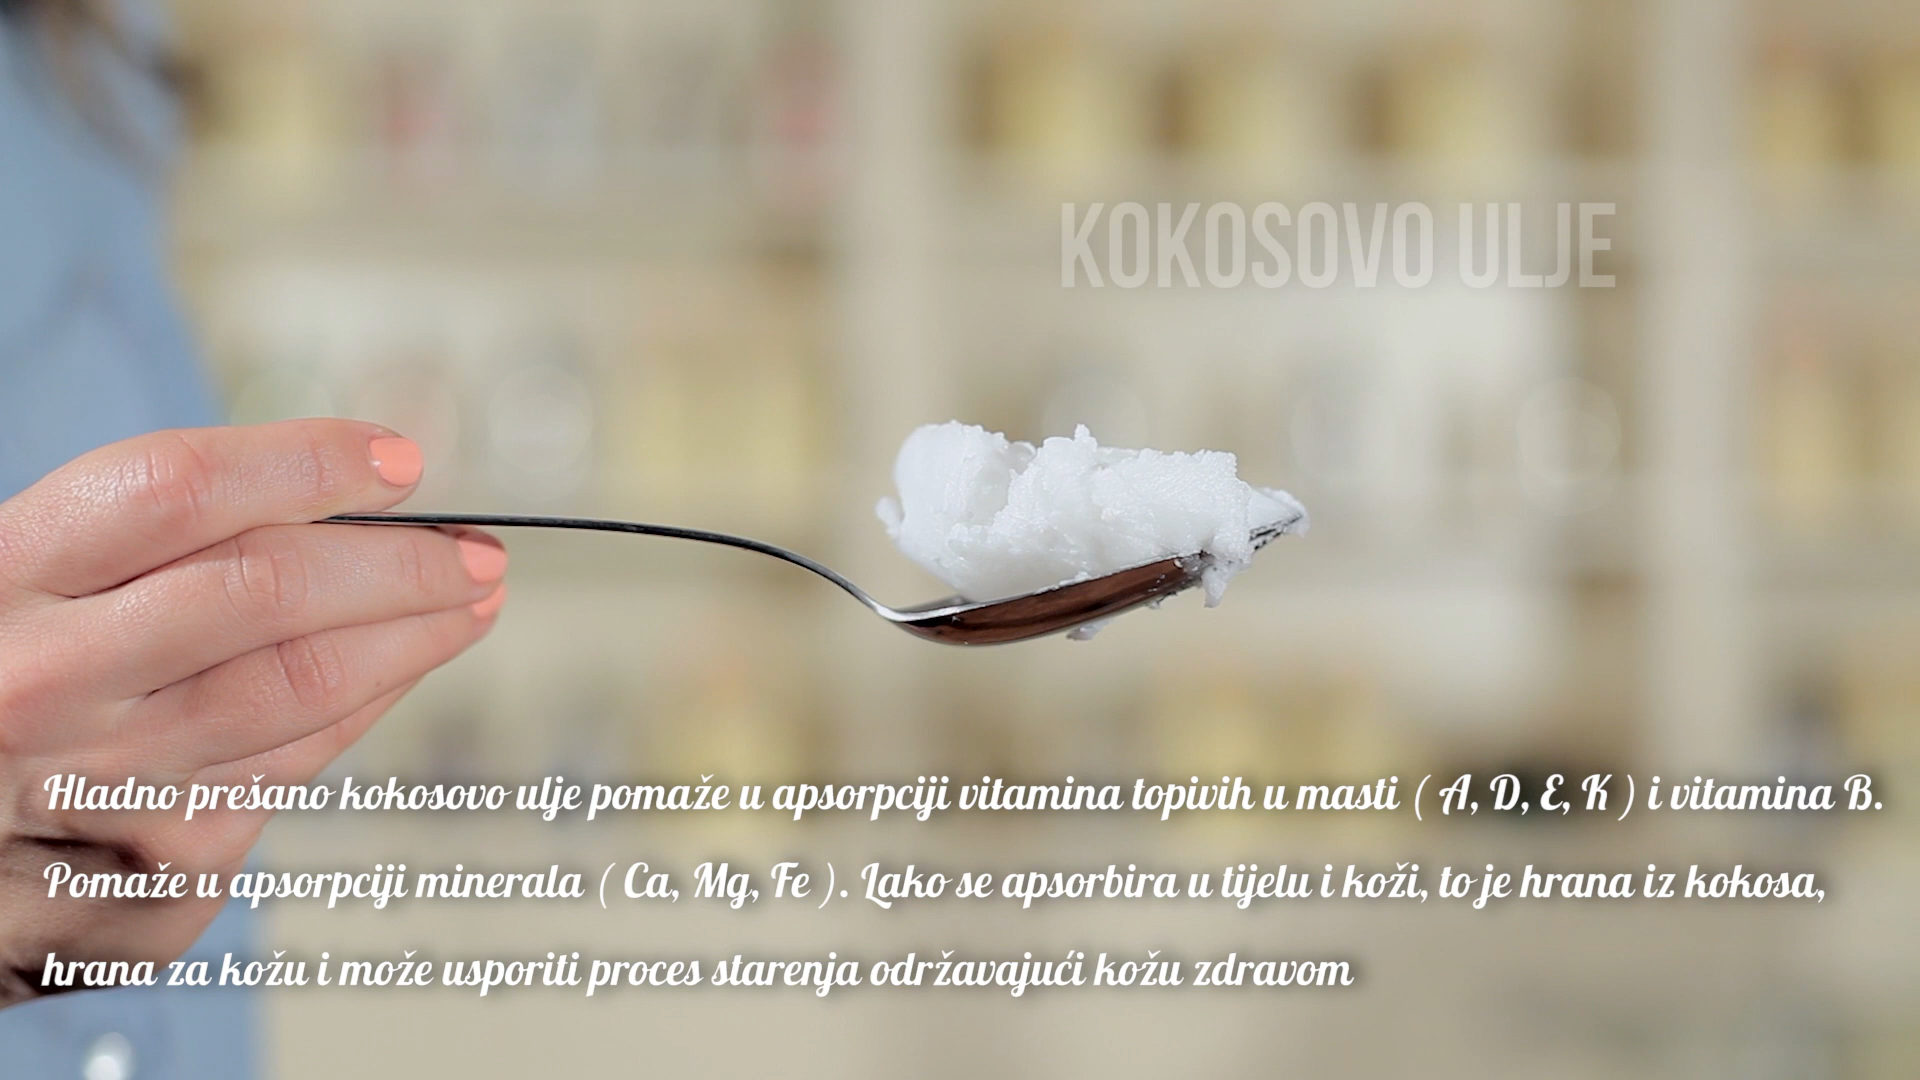 KOKOSOVO ULJE
Hladno prešano kokosovo ulje pomaže u apsorpciji vitamina topivih u masti ( A, D, E, K ) i vitamina B.
Pomaže u apsorpciji minerala ( Ca, Mg, Fe ). Lako se apsorbira u tijelu i koži, to je hrana iz kokosa,
hrana za kožu i može usporiti proces starenja održavajući kožu zdravom